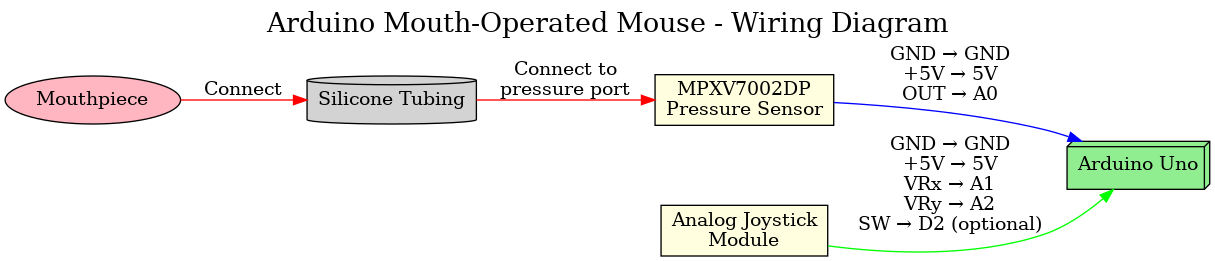 Arduino Mouth-Operated Mouse - Wiring Diagram
Mouthpiece
Connect
Silicone Tubing
Connect to
pressure port
MPXV7002DP
Pressure Sensor
GND → GND
+5V → 5V
OUT → A0
Arduino Uno
Analog Joystick
Module
GND → GND
+5V → 5V
VRx → A1
VRy → A2
SW → D2 (optional)